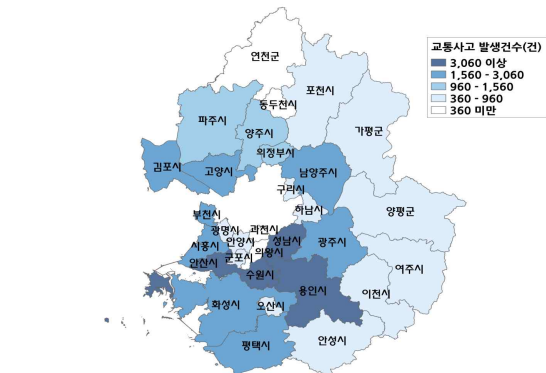 교통사고 발생건수(건)
3,060 이상
1,560 - 3,060
960 - 1,560
360 - 960
360 미만
연천군
포천시
동두천시
파주시
양주시
가평군
의정부시
김포시
고양시
남양주시
구리시
하남시
양평군
부천시
광명시
과천시
시흥시
안양시
성남시
광주시
안산시
군포시
의왕시
수원시
여주시
용인시
이천시
화성시
오산시
안성시
평택시